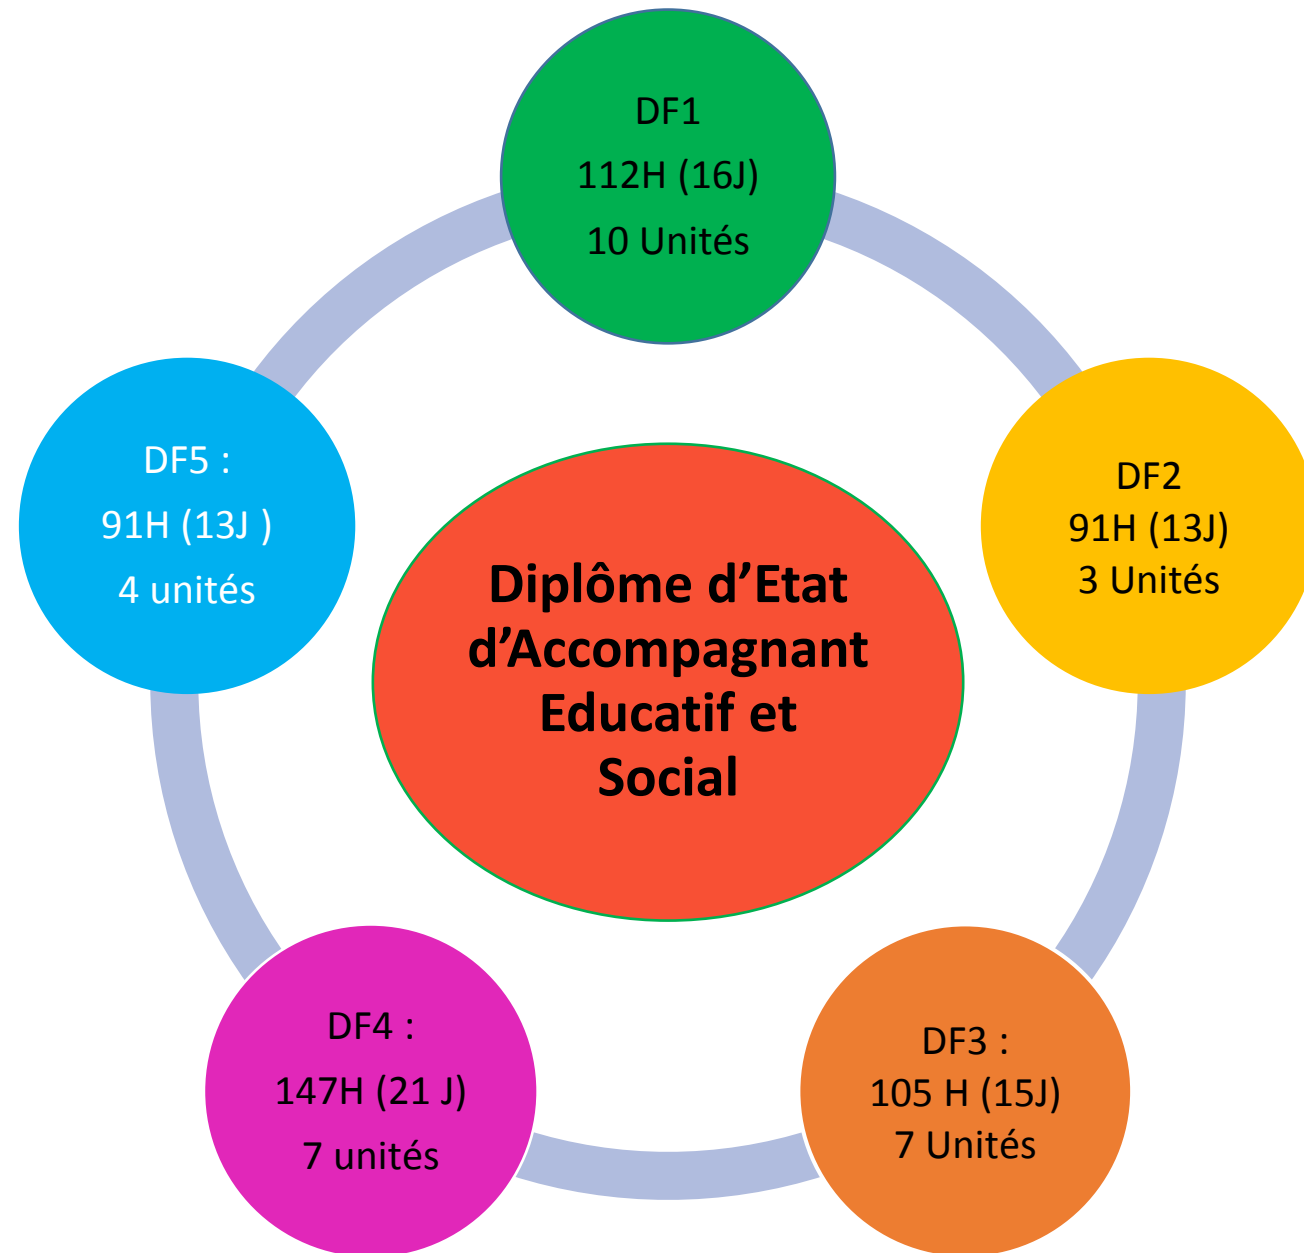 DF1
112H (16J)
10 Unités
DF2
91H (13J)
3 Unités
DF3 :
105 H (15J)
7 Unités
DF4 :
147H (21 J)
7 unités
DF5 :
91H (13J )
4 unités
Diplôme d’Etat
d’Accompagnant
Educatif et
Social